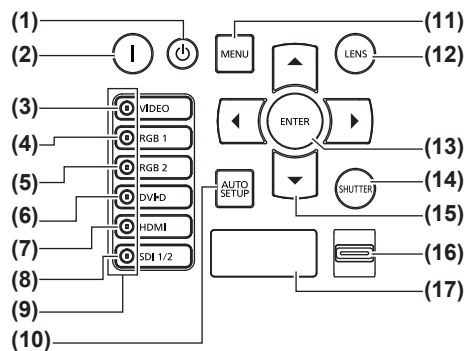 (1)
(2)
(3)
(4)
(5)
(6)
(7)
(8)
(9)
(10)
MENU
LENS
VIDEO
RGB 1
RGB 2
DVI-D
HDMI
SDI 1/2
ENTER
AUTO
SETUP
SHUTTER
(11)
(12)
(13)
(14)
(15)
(16)
(17)